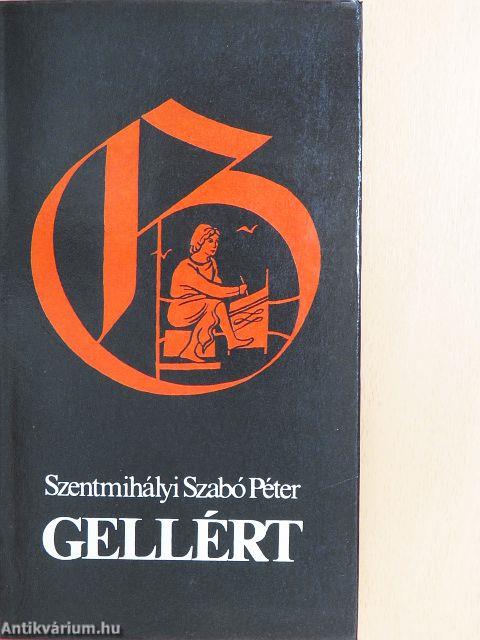 G
Szentmihályi Szabó Péter
GELLÉRT
Antikvárium.hu